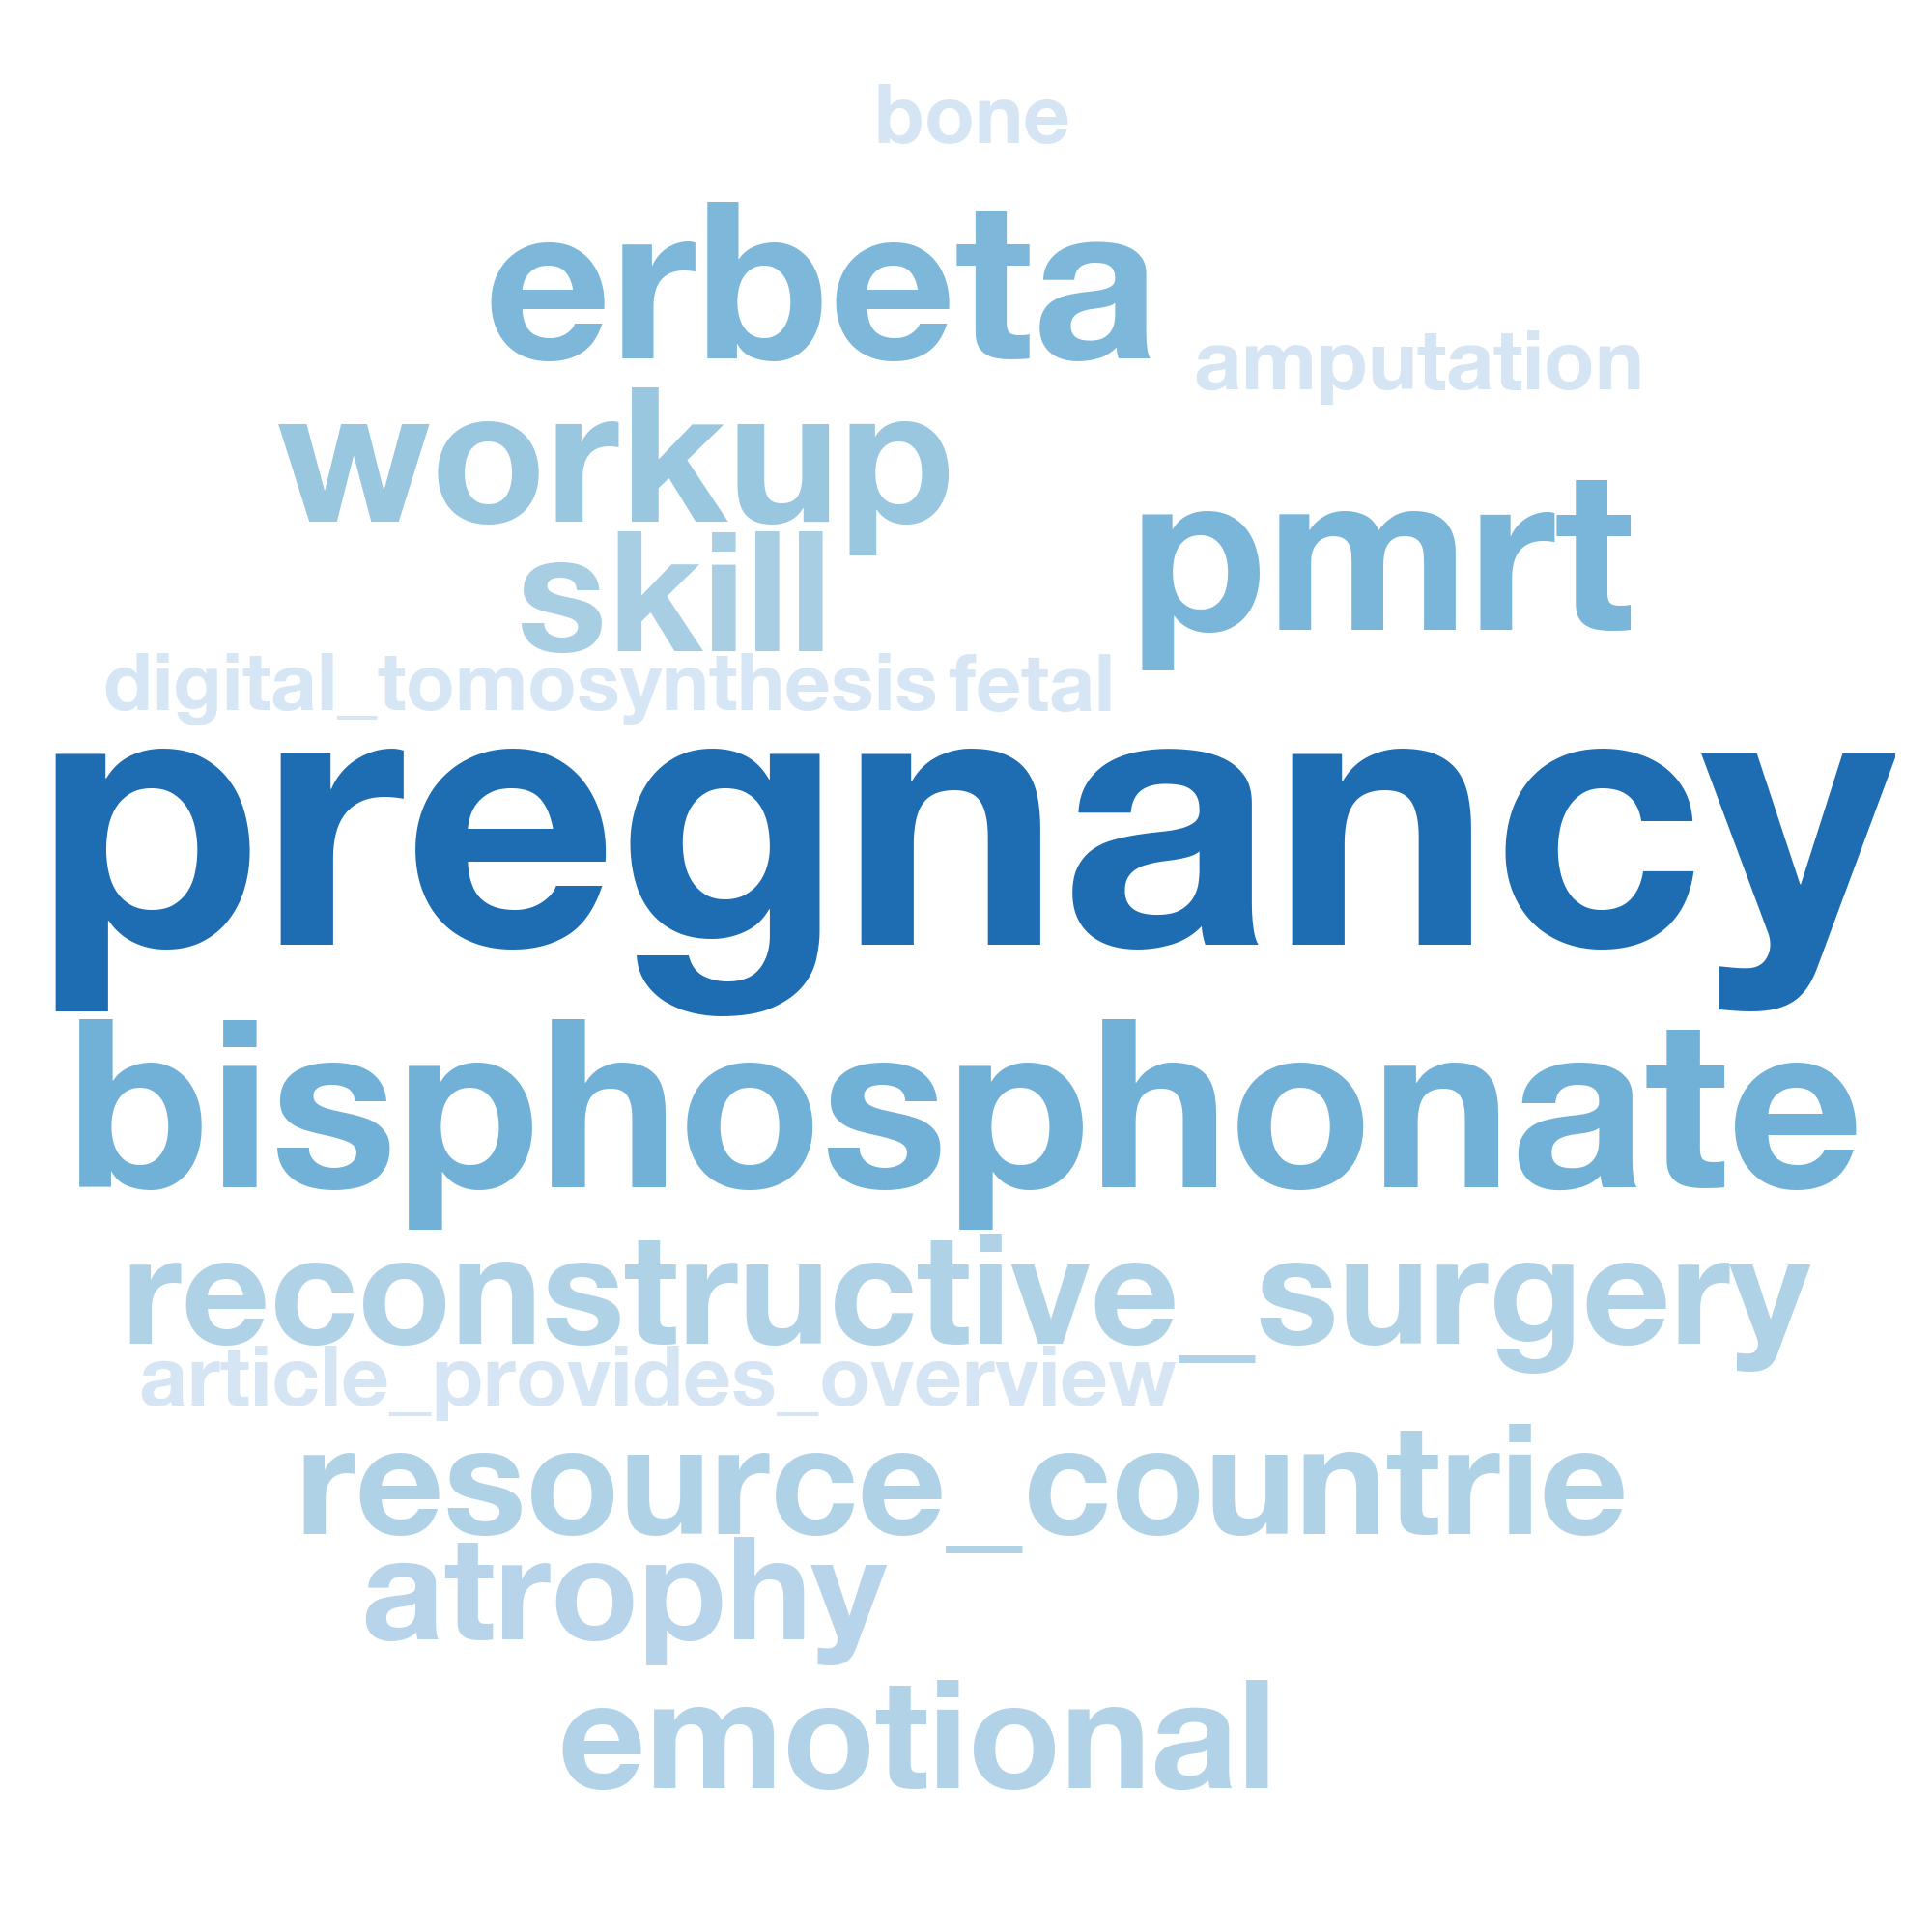 bone
erbeta
amputation
workup
pmrt
skill
digital_tomosynthesis fetal
pregnancy
bisphosphonate
reconstructive_surgery
article_provides_overview
resource_countrie
atrophy
emotional